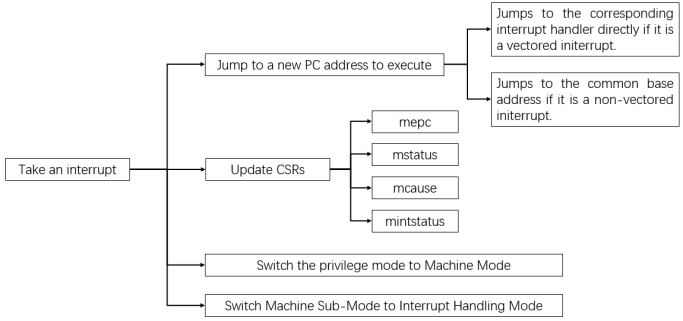 Jumps to the corresponding
interrupt handler directly if it is
a vectored initerrupt.
Jump to a new PC address to execute
Jumps to the common base
address if it is a non-vectored
initerrupt.
mepc
mstatus
Take an interrupt
Update CSRs
mcause
mintstatus
Switch the privilege mode to Machine Mode
Switch Machine Sub-Mode to Interrupt Handling Mode